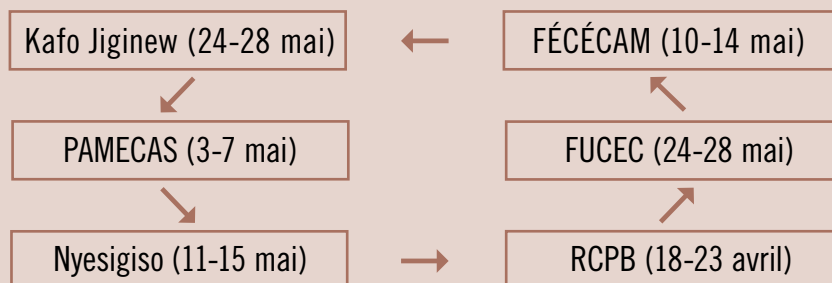 Kafo Jiginew (24-28 mai)
FÉCÉCAM (10-14 mai)
PAMECAS (3-7 mai)
FUCEC (24-28 mai)
Nyesigiso (11-15 mai)
RCPB (18-23 avril)